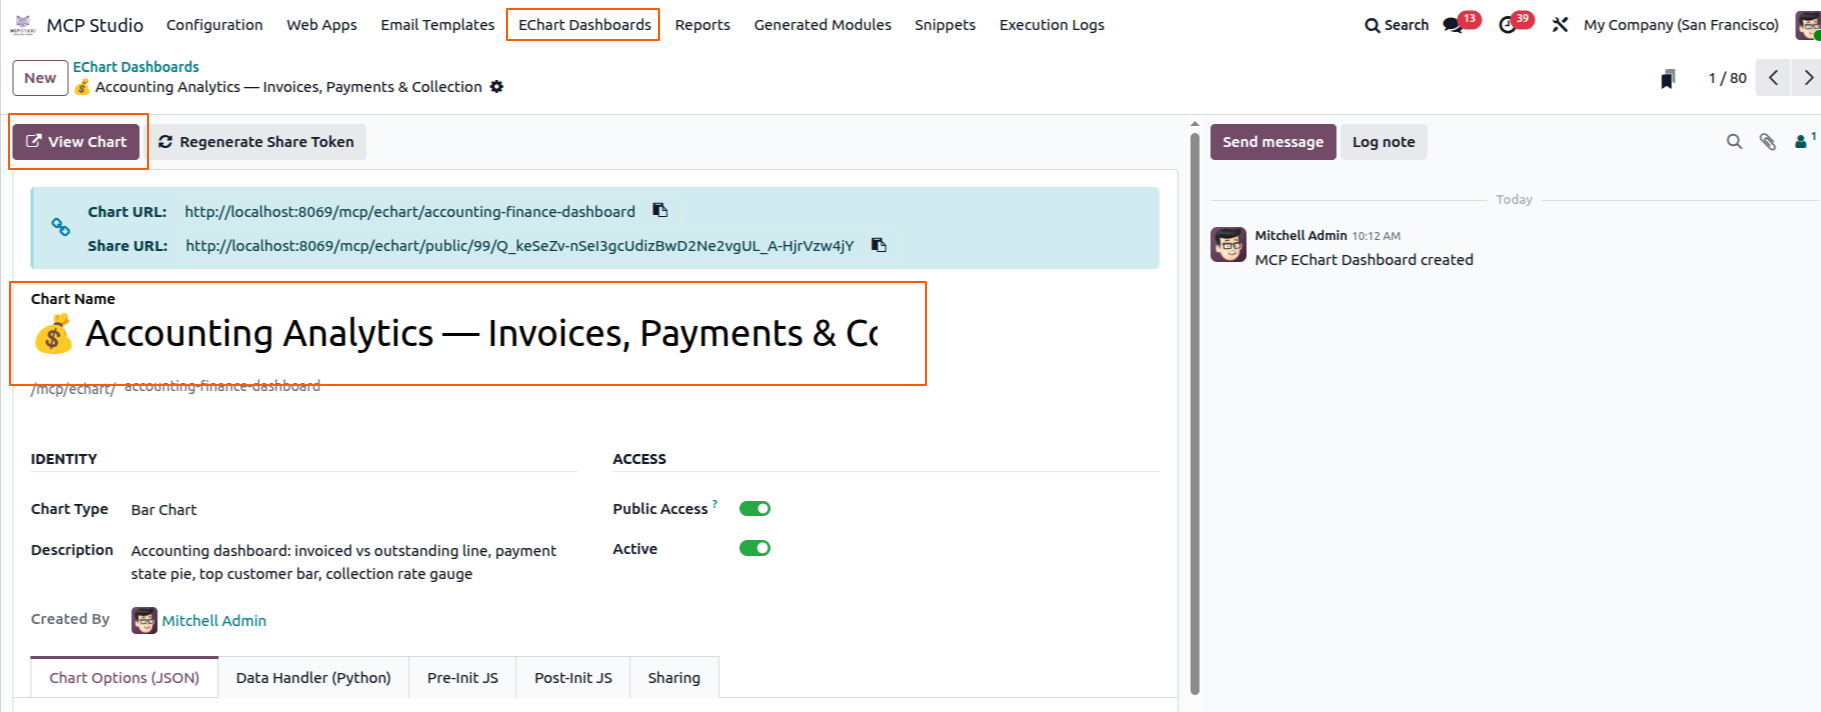 MCP Studio Configuration Web Apps Email Templates EChart Dashboards Reports Generated Modules Snippets Execution Logs Search 13 39 My Company (San Francisco)
New
EChart Dashboards
💰 Accounting Analytics — Invoices, Payments & Collection
1 / 80
View Chart Regenerate Share Token
Send message Log note
1
Chart URL: http://localhost:8069/mcp/echart/accounting-finance-dashboard
Share URL: http://localhost:8069/mcp/echart/public/99/Q_keSeZv-nSeI3gcUdizBwD2Ne2vgUL_A-HjrVzw4jY
Today
Mitchell Admin 10:12 AM
MCP EChart Dashboard created
Chart Name
💰 Accounting Analytics — Invoices, Payments & Co
/mcp/echart/ accounting-finance-dashboard
IDENTITY
Chart Type Bar Chart
Description Accounting dashboard: invoiced vs outstanding line, payment
state pie, top customer bar, collection rate gauge
Created By Mitchell Admin
ACCESS
Public Access ?
Active
Chart Options (JSON) Data Handler (Python) Pre-Init JS Post-Init JS Sharing